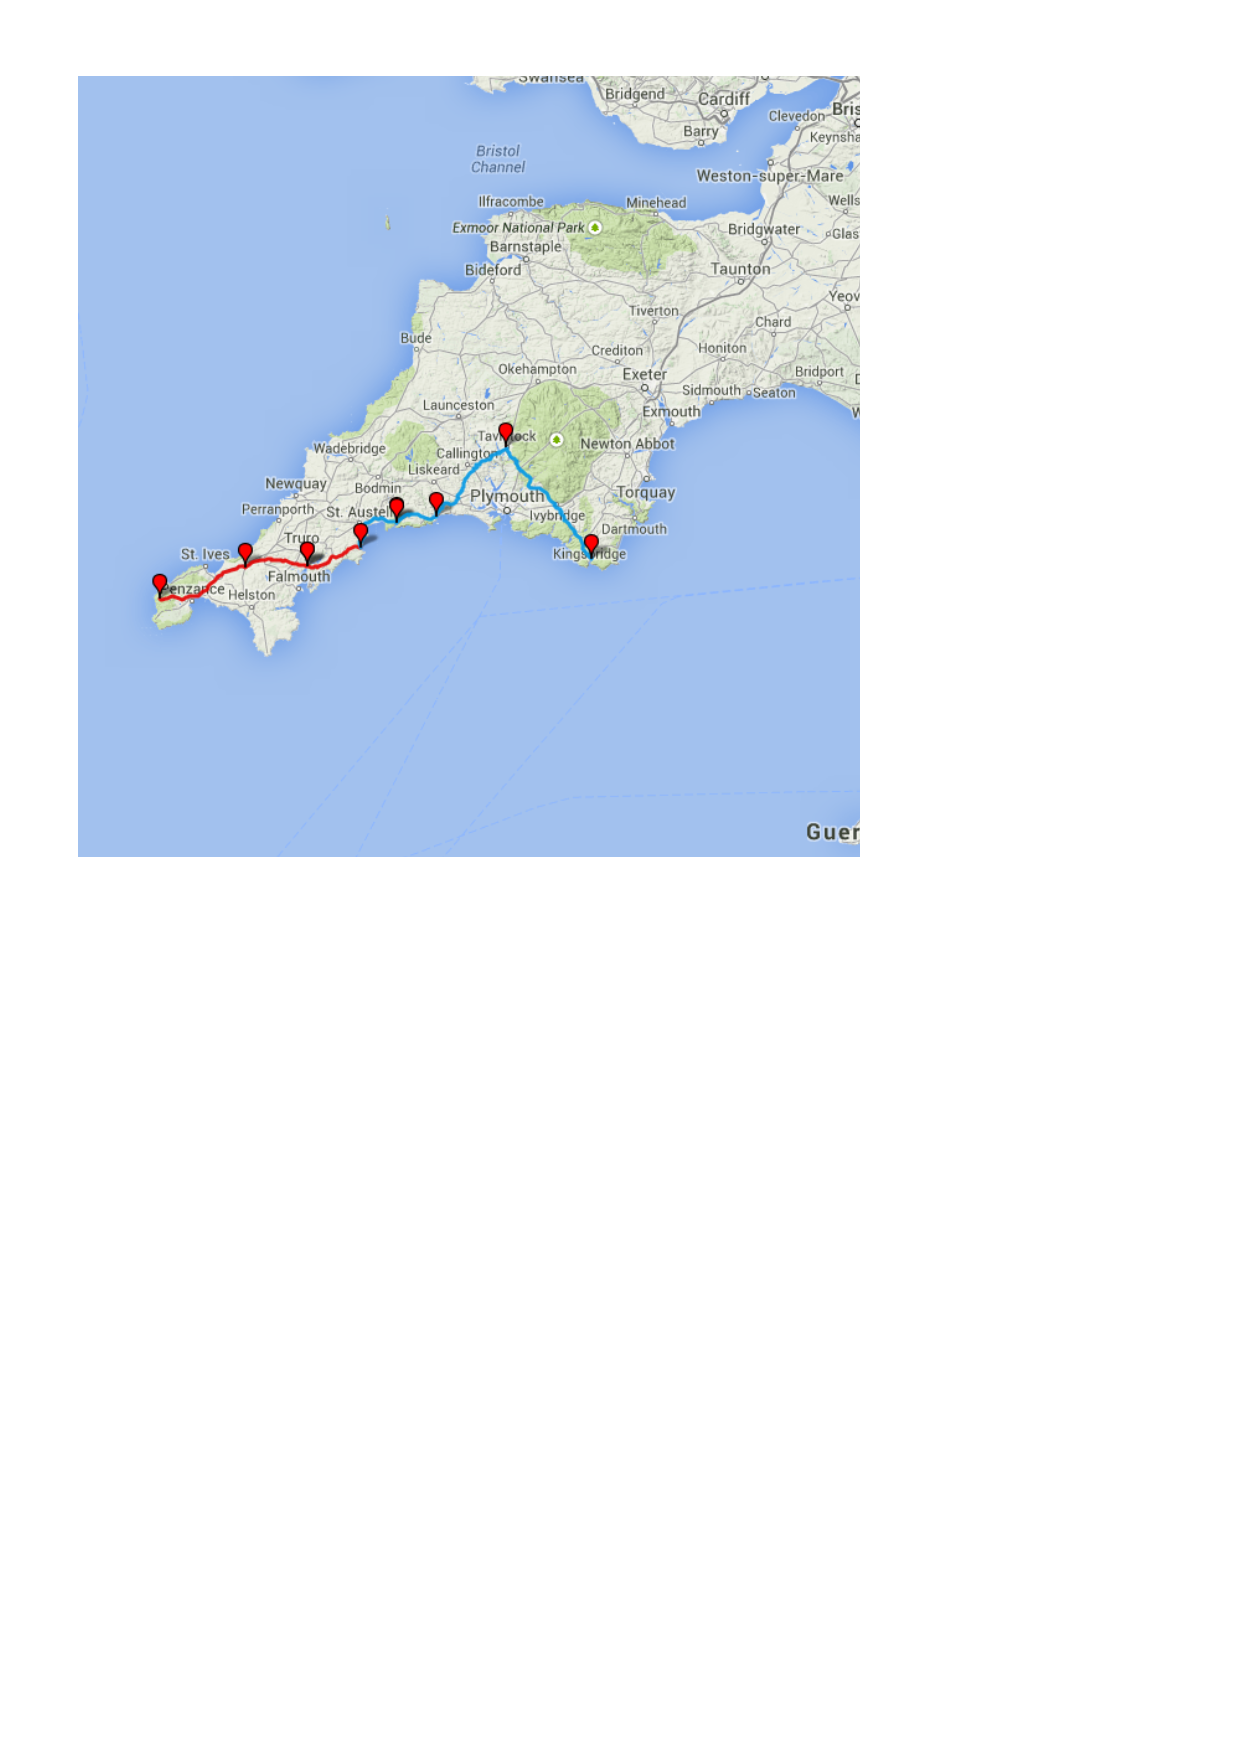 Swansea
Bridgend
Cardiff
Clevedon
Bris
Barry
Keynsha
Bristol
Channel
Weston-super-Mare
Ilfracombe
Minehead
Wells
Exmoor National Park
Bridgwater
Glas
Barnstaple
Bideford
Taunton
Yeov
Tiverton
Chard
Bude
Crediton
Honiton
Okehampton
Exeter
Bridport
D
Sidmouth
Seaton
Launceston
Exmouth
W
Tavistock
Wadebridge
Callington
Newton Abbot
Liskeard
Newquay
Bodmin
Plymouth
Torquay
Perranporth
St. Austell
Ivybridge
Dartmouth
Truro
St. Ives
Kingsbridge
Falmouth
Penzance
Helston
Guer